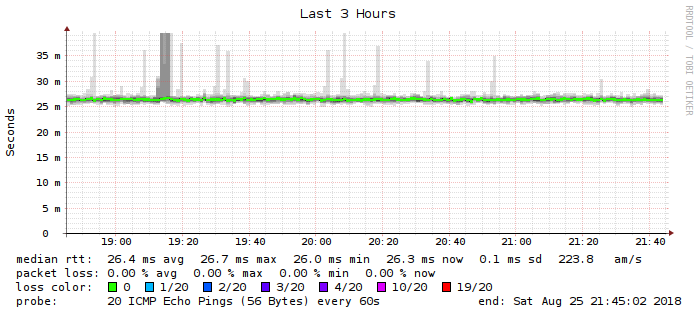 Last 3 Hours
RRDTOOL / TOBI OETIKER
Seconds
35 m
30 m
25 m
20 m
15 m
10 m
5 m
0
19:00 19:20 19:40 20:00 20:20 20:40 21:00 21:20 21:40
median rtt: 26.4 ms avg 26.7 ms max 26.0 ms min 26.3 ms now 0.1 ms sd 223.8 am/s
packet loss: 0.00 % avg 0.00 % max 0.00 % min 0.00 % now
loss color: 0 1/20 2/20 3/20 4/20 10/20 19/20
probe: 20 ICMP Echo Pings (56 Bytes) every 60s end: Sat Aug 25 21:45:02 2018